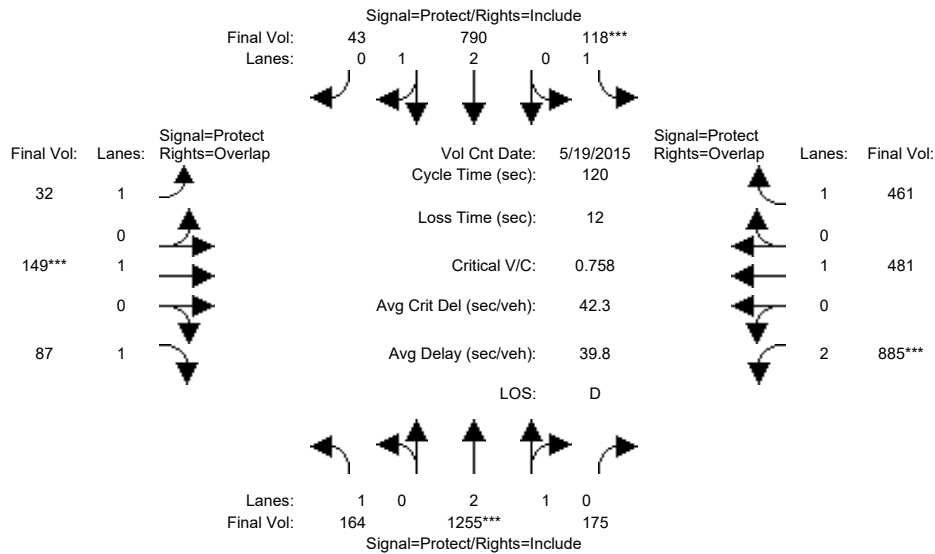 Signal=Protect/Rights=Include
Final Vol: 43 790 118***
Lanes: 0 1 2 0 1
Signal=Protect
Final Vol: Lanes: Rights=Overlap
Vol Cnt Date: 5/19/2015
Signal=Protect
Rights=Overlap Lanes: Final Vol:
Cycle Time (sec): 120
32 1
1 461
Loss Time (sec): 12
0
0
149*** 1
Critical V/C: 0.758
1 481
0
Avg Crit Del (sec/veh): 42.3
0
87 1
Avg Delay (sec/veh): 39.8
2 885***
LOS: D
Lanes: 1 0 2 1 0
Final Vol: 164 1255*** 175
Signal=Protect/Rights=Include